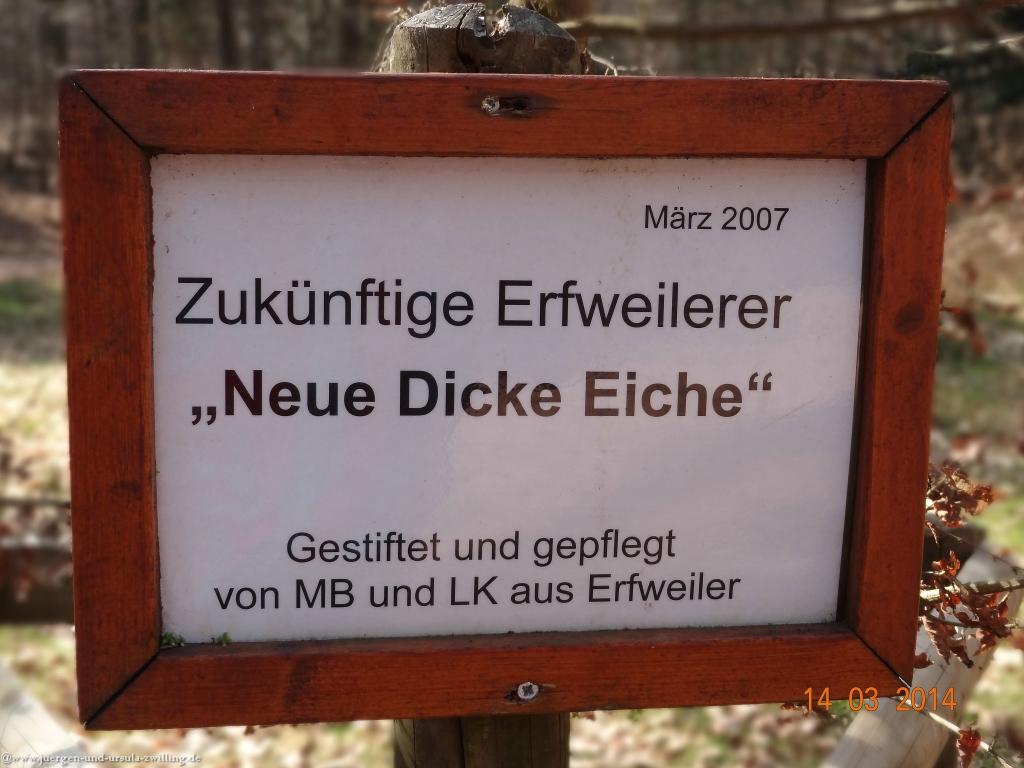 März 2007
Zukünftige Erfweilerer
„Neue Dicke Eiche“
Gestiftet und gepflegt
von MB und LK aus Erfweiler
14 03 2014
@www.juergen-und-ursula-zwilling.de